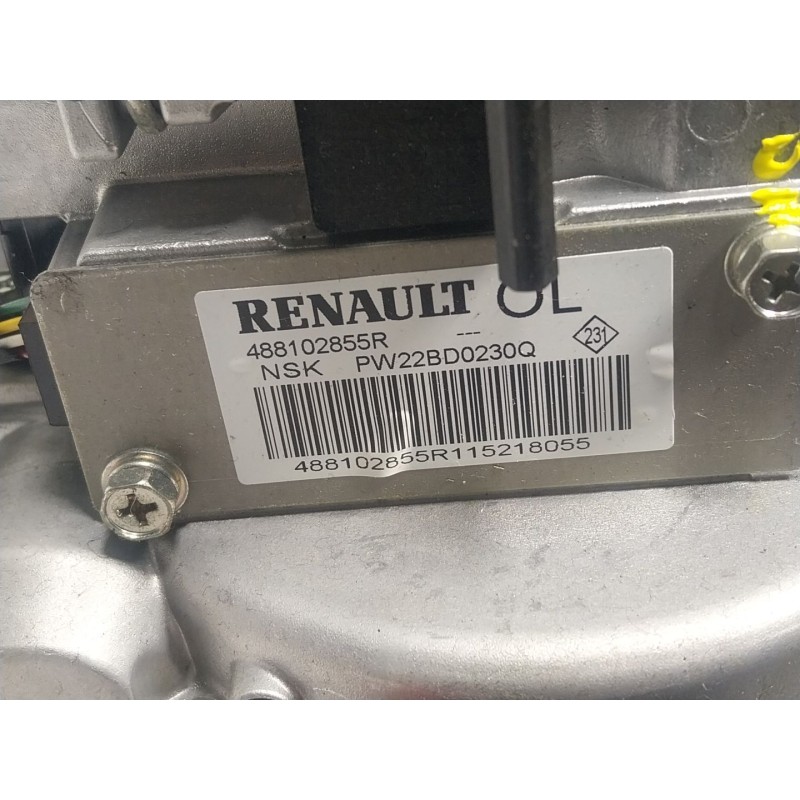 RENAULT OL
488102855R ---
NSK PW22BD0230Q 231
488102855R115218055